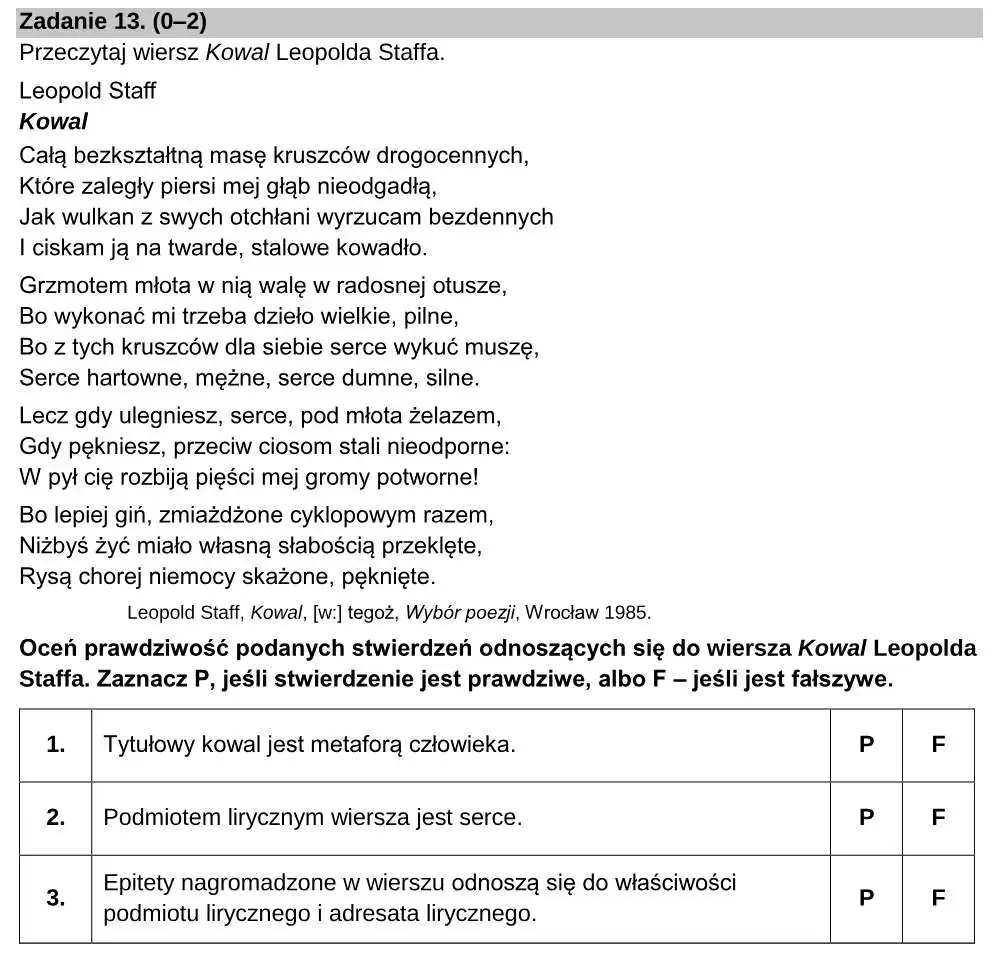 Zadanie 13. (0–2)
Przeczytaj wiersz Kowal Leopolda Staffa.
Leopold Staff
Kowal
Całą bezkształtną masę kruszców drogocennych,
Które zaległy piersi mej głąb nieodgadłą,
Jak wulkan z swych otchłani wyrzucam bezdennych
I ciskam ją na twarde, stalowe kowadło.
Grzmotem młota w nią walę w radosnej otusze,
Bo wykonać mi trzeba dzieło wielkie, pilne,
Bo z tych kruszców dla siebie serce wykuć muszę,
Serce hartowne, mężne, serce dumne, silne.
Lecz gdy ulegniesz, serce, pod młota żelazem,
Gdy pękniesz, przeciw ciosom stali nieodporne:
W pył cię rozbiją pięści mej gromy potworne!
Bo lepiej giń, zmiażdżone cyklopowym razem,
Niżbyś żyć miało własną słabością przeklęte,
Rysą chorej niemocy skażone, pęknięte.
Leopold Staff, Kowal, [w:] tegoż, Wybór poezji, Wrocław 1985.
Oceń prawdziwość podanych stwierdzeń odnoszących się do wiersza Kowal Leopolda
Staffa. Zaznacz P, jeśli stwierdzenie jest prawdziwe, albo F – jeśli jest fałszywe.
1. Tytułowy kowal jest metaforą człowieka. P F
2. Podmiotem lirycznym wiersza jest serce. P F
3. Epitety nagromadzone w wierszu odnoszą się do właściwości
podmiotu lirycznego i adresata lirycznego. P F